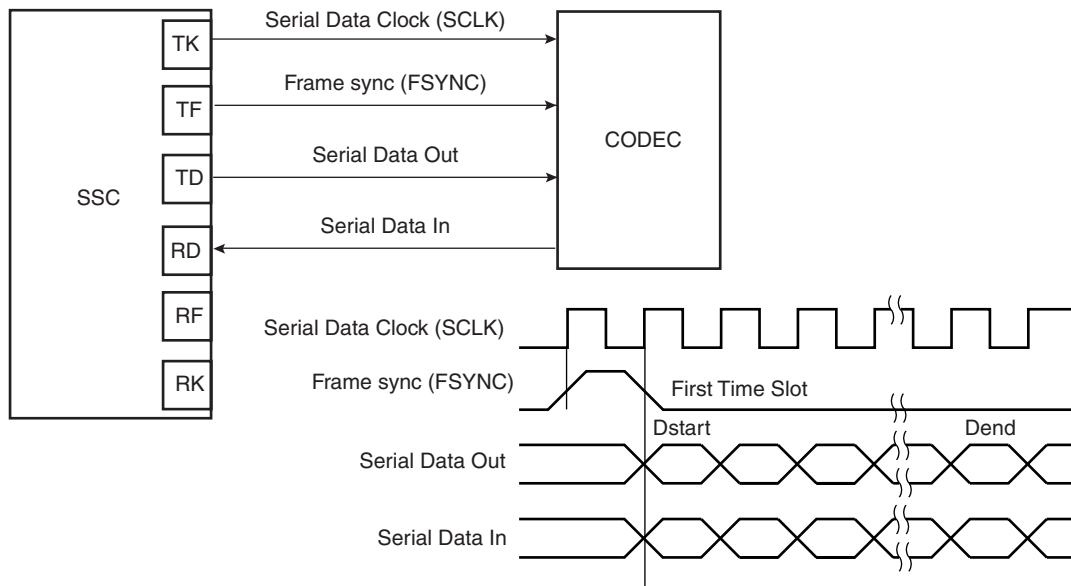 SSC
TK
TF
TD
RD
RF
RK
Serial Data Clock (SCLK)
Frame sync (FSYNC)
Serial Data Out
Serial Data In
CODEC
Serial Data Clock (SCLK)
Frame sync (FSYNC)
First Time Slot
Dstart
Dend
Serial Data Out
Serial Data In